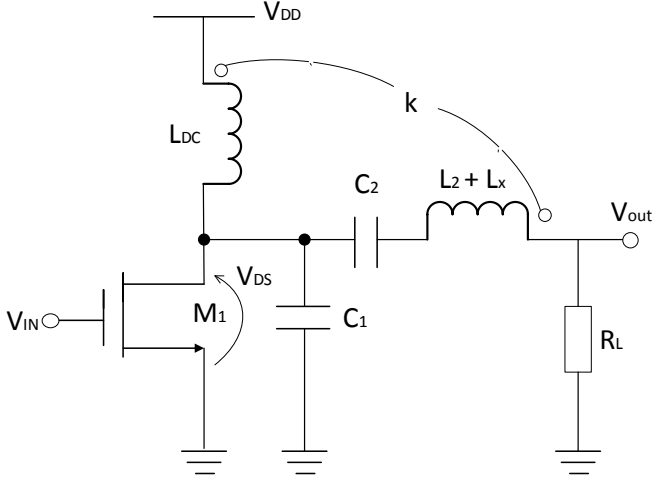 VDD
k
LDC
C2
L2 + Lx
Vout
VDS
VIN
M1
C1
RL